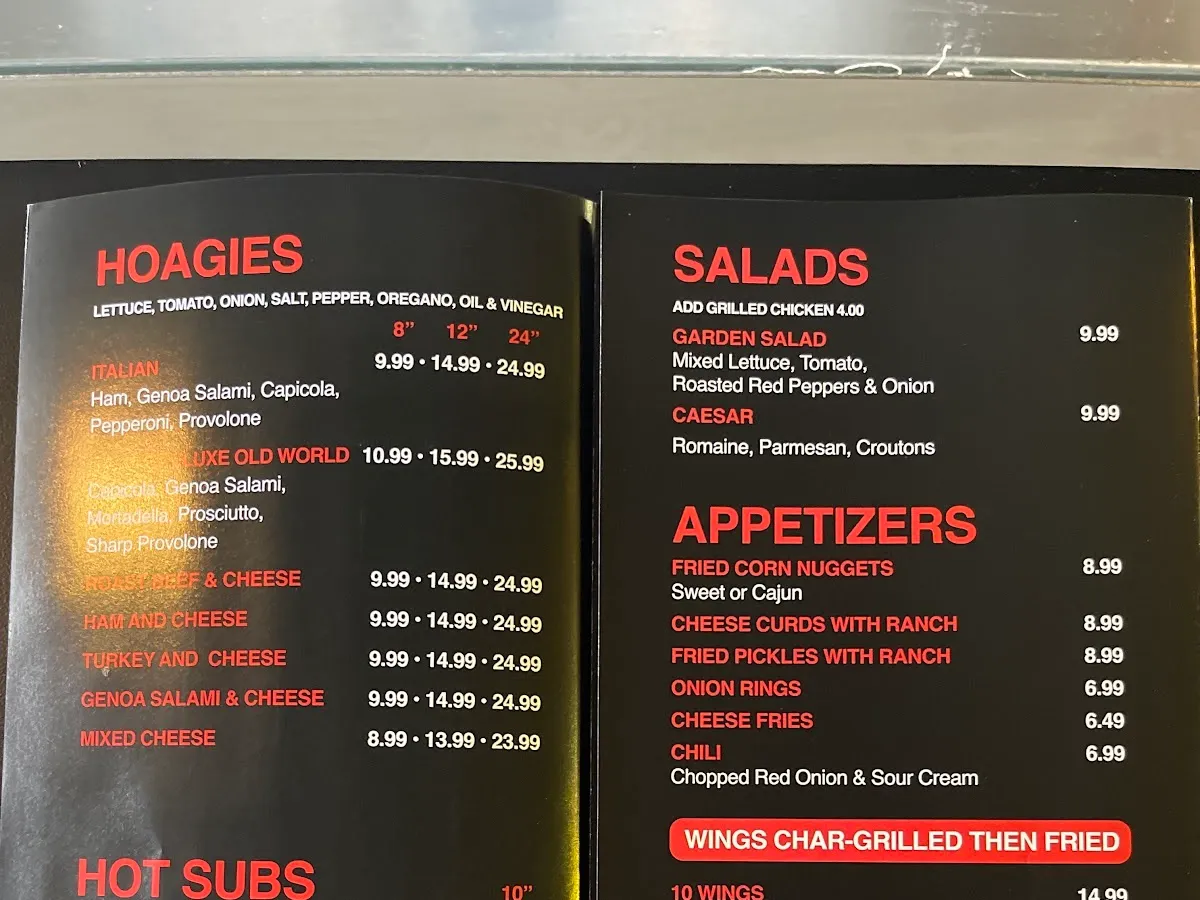 HOAGIES
LETTUCE, TOMATO, ONION, SALT, PEPPER, OREGANO, OIL & VINEGAR
8" 12" 24"
ITALIAN 9.99 • 14.99 • 24.99
Ham, Genoa Salami, Capicola,
Pepperoni, Provolone
OLD WORLD 10.99 • 15.99 • 25.99
Capicola, Genoa Salami,
Mortadella, Prosciutto,
Sharp Provolone
ROAST BEEF & CHEESE 9.99 • 14.99 • 24.99
HAM AND CHEESE 9.99 • 14.99 • 24.99
TURKEY AND CHEESE 9.99 • 14.99 • 24.99
GENOA SALAMI & CHEESE 9.99 • 14.99 • 24.99
MIXED CHEESE 8.99 • 13.99 • 23.99
HOT SUBS
10"
SALADS
ADD GRILLED CHICKEN 4.00
GARDEN SALAD 9.99
Mixed Lettuce, Tomato,
Roasted Red Peppers & Onion
CAESAR 9.99
Romaine, Parmesan, Croutons
APPETIZERS
FRIED CORN NUGGETS 8.99
Sweet or Cajun
CHEESE CURDS WITH RANCH 8.99
FRIED PICKLES WITH RANCH 8.99
ONION RINGS 6.99
CHEESE FRIES 6.49
CHILI 6.99
Chopped Red Onion & Sour Cream
WINGS CHAR-GRILLED THEN FRIED
10 WINGS 14.99